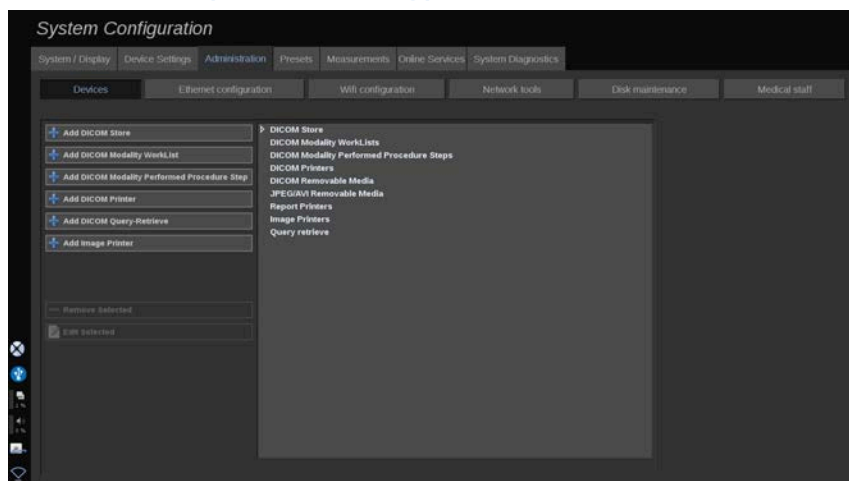 System Configuration
System / Display Device Settings Administration Presets Measurements Online Services System Diagnostics
Devices Ethernet configuration Wifi configuration Network tools Disk maintenance Medical staff
Add DICOM Store
Add DICOM Modality WorkList
Add DICOM Modality Performed Procedure Step
Add DICOM Printer
Add DICOM Query-Retrieve
Add Image Printer
Remove Selected
Edit Selected
DICOM Store
DICOM Modality WorkLists
DICOM Modality Performed Procedure Steps
DICOM Printers
DICOM Removable Media
JPEG/AVI Removable Media
Report Printers
Image Printers
Query retrieve